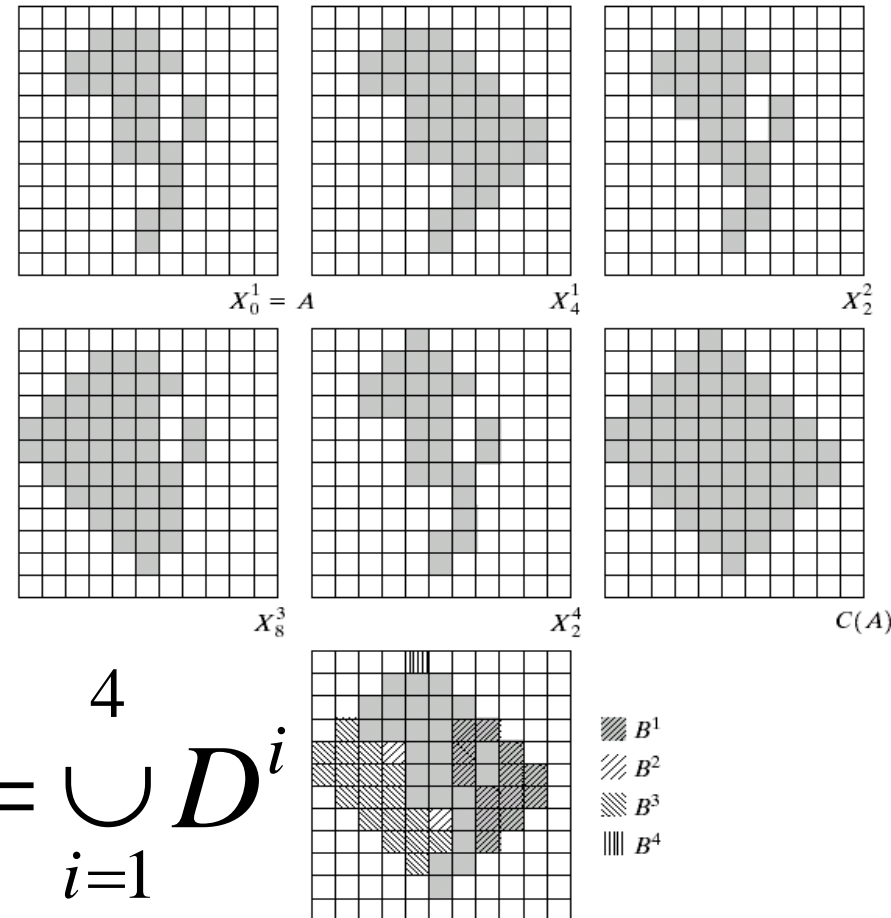 X₀¹ = A
X₄¹
X₂²
X₈³
X₂⁴
C(A)
4
= ∪ Dⁱ
i=1
B¹
B²
B³
B⁴